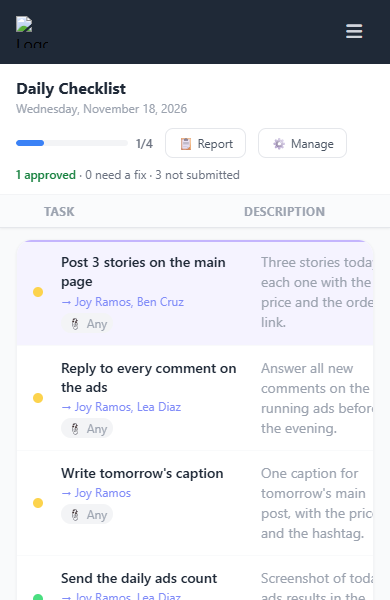 Logo
Daily Checklist
Wednesday, November 18, 2026
1/4
📋 Report
⚙️ Manage
1 approved · 0 need a fix · 3 not submitted
TASK DESCRIPTION
Post 3 stories on the main
page
→ Joy Ramos, Ben Cruz
Any
Three stories
each one with the
price and the
link.
Reply to every comment on
the ads
→ Joy Ramos, Lea Diaz
Any
Answer all new
comments on the
running ads
the evening.
Write tomorrow's caption
→ Joy Ramos
Any
One caption for
tomorrow's main
post, with the
and the hashtag.
Send the daily ads count
→ Joy Ramos, Lea Diaz
Screenshot of
ads results in the